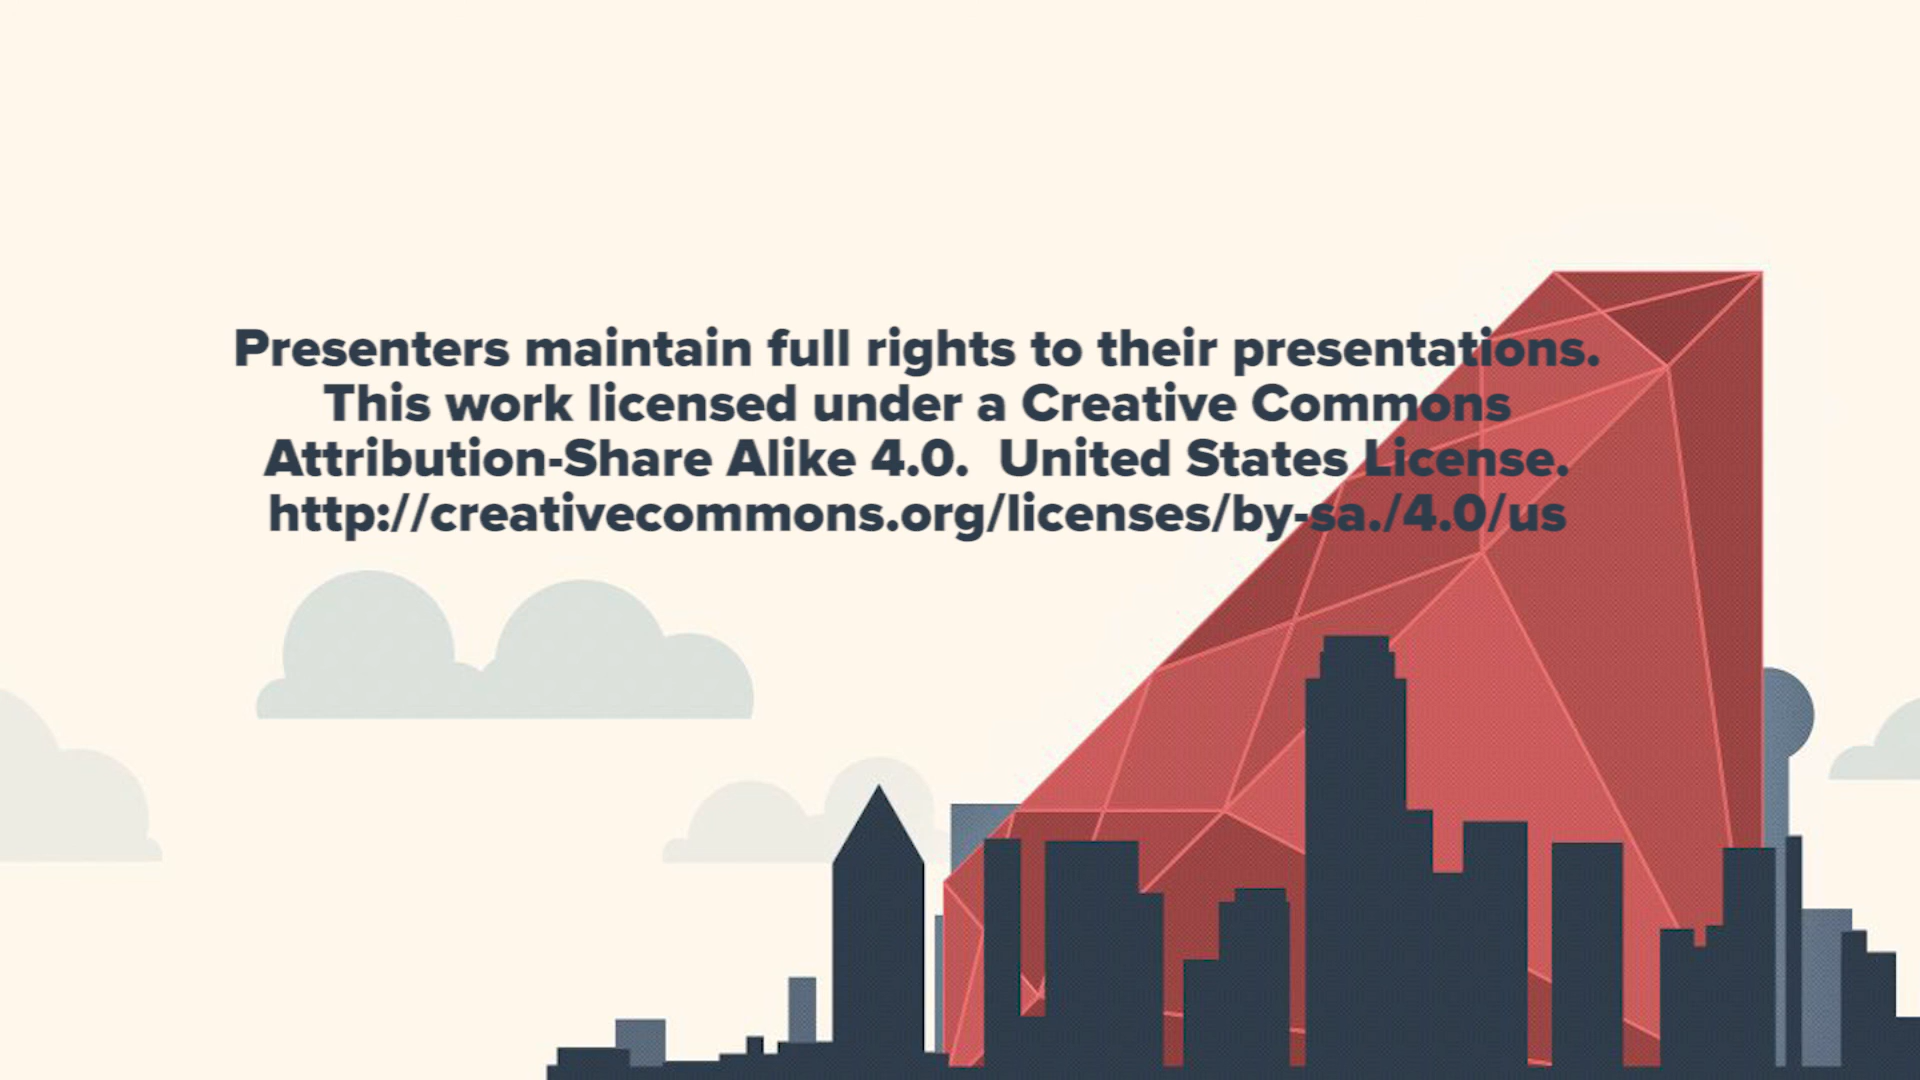 Presenters maintain full rights to their presentations.
This work licensed under a Creative Commons
Attribution-Share Alike 4.0.  United States License.
http://creativecommons.org/licenses/by-sa./4.0/us